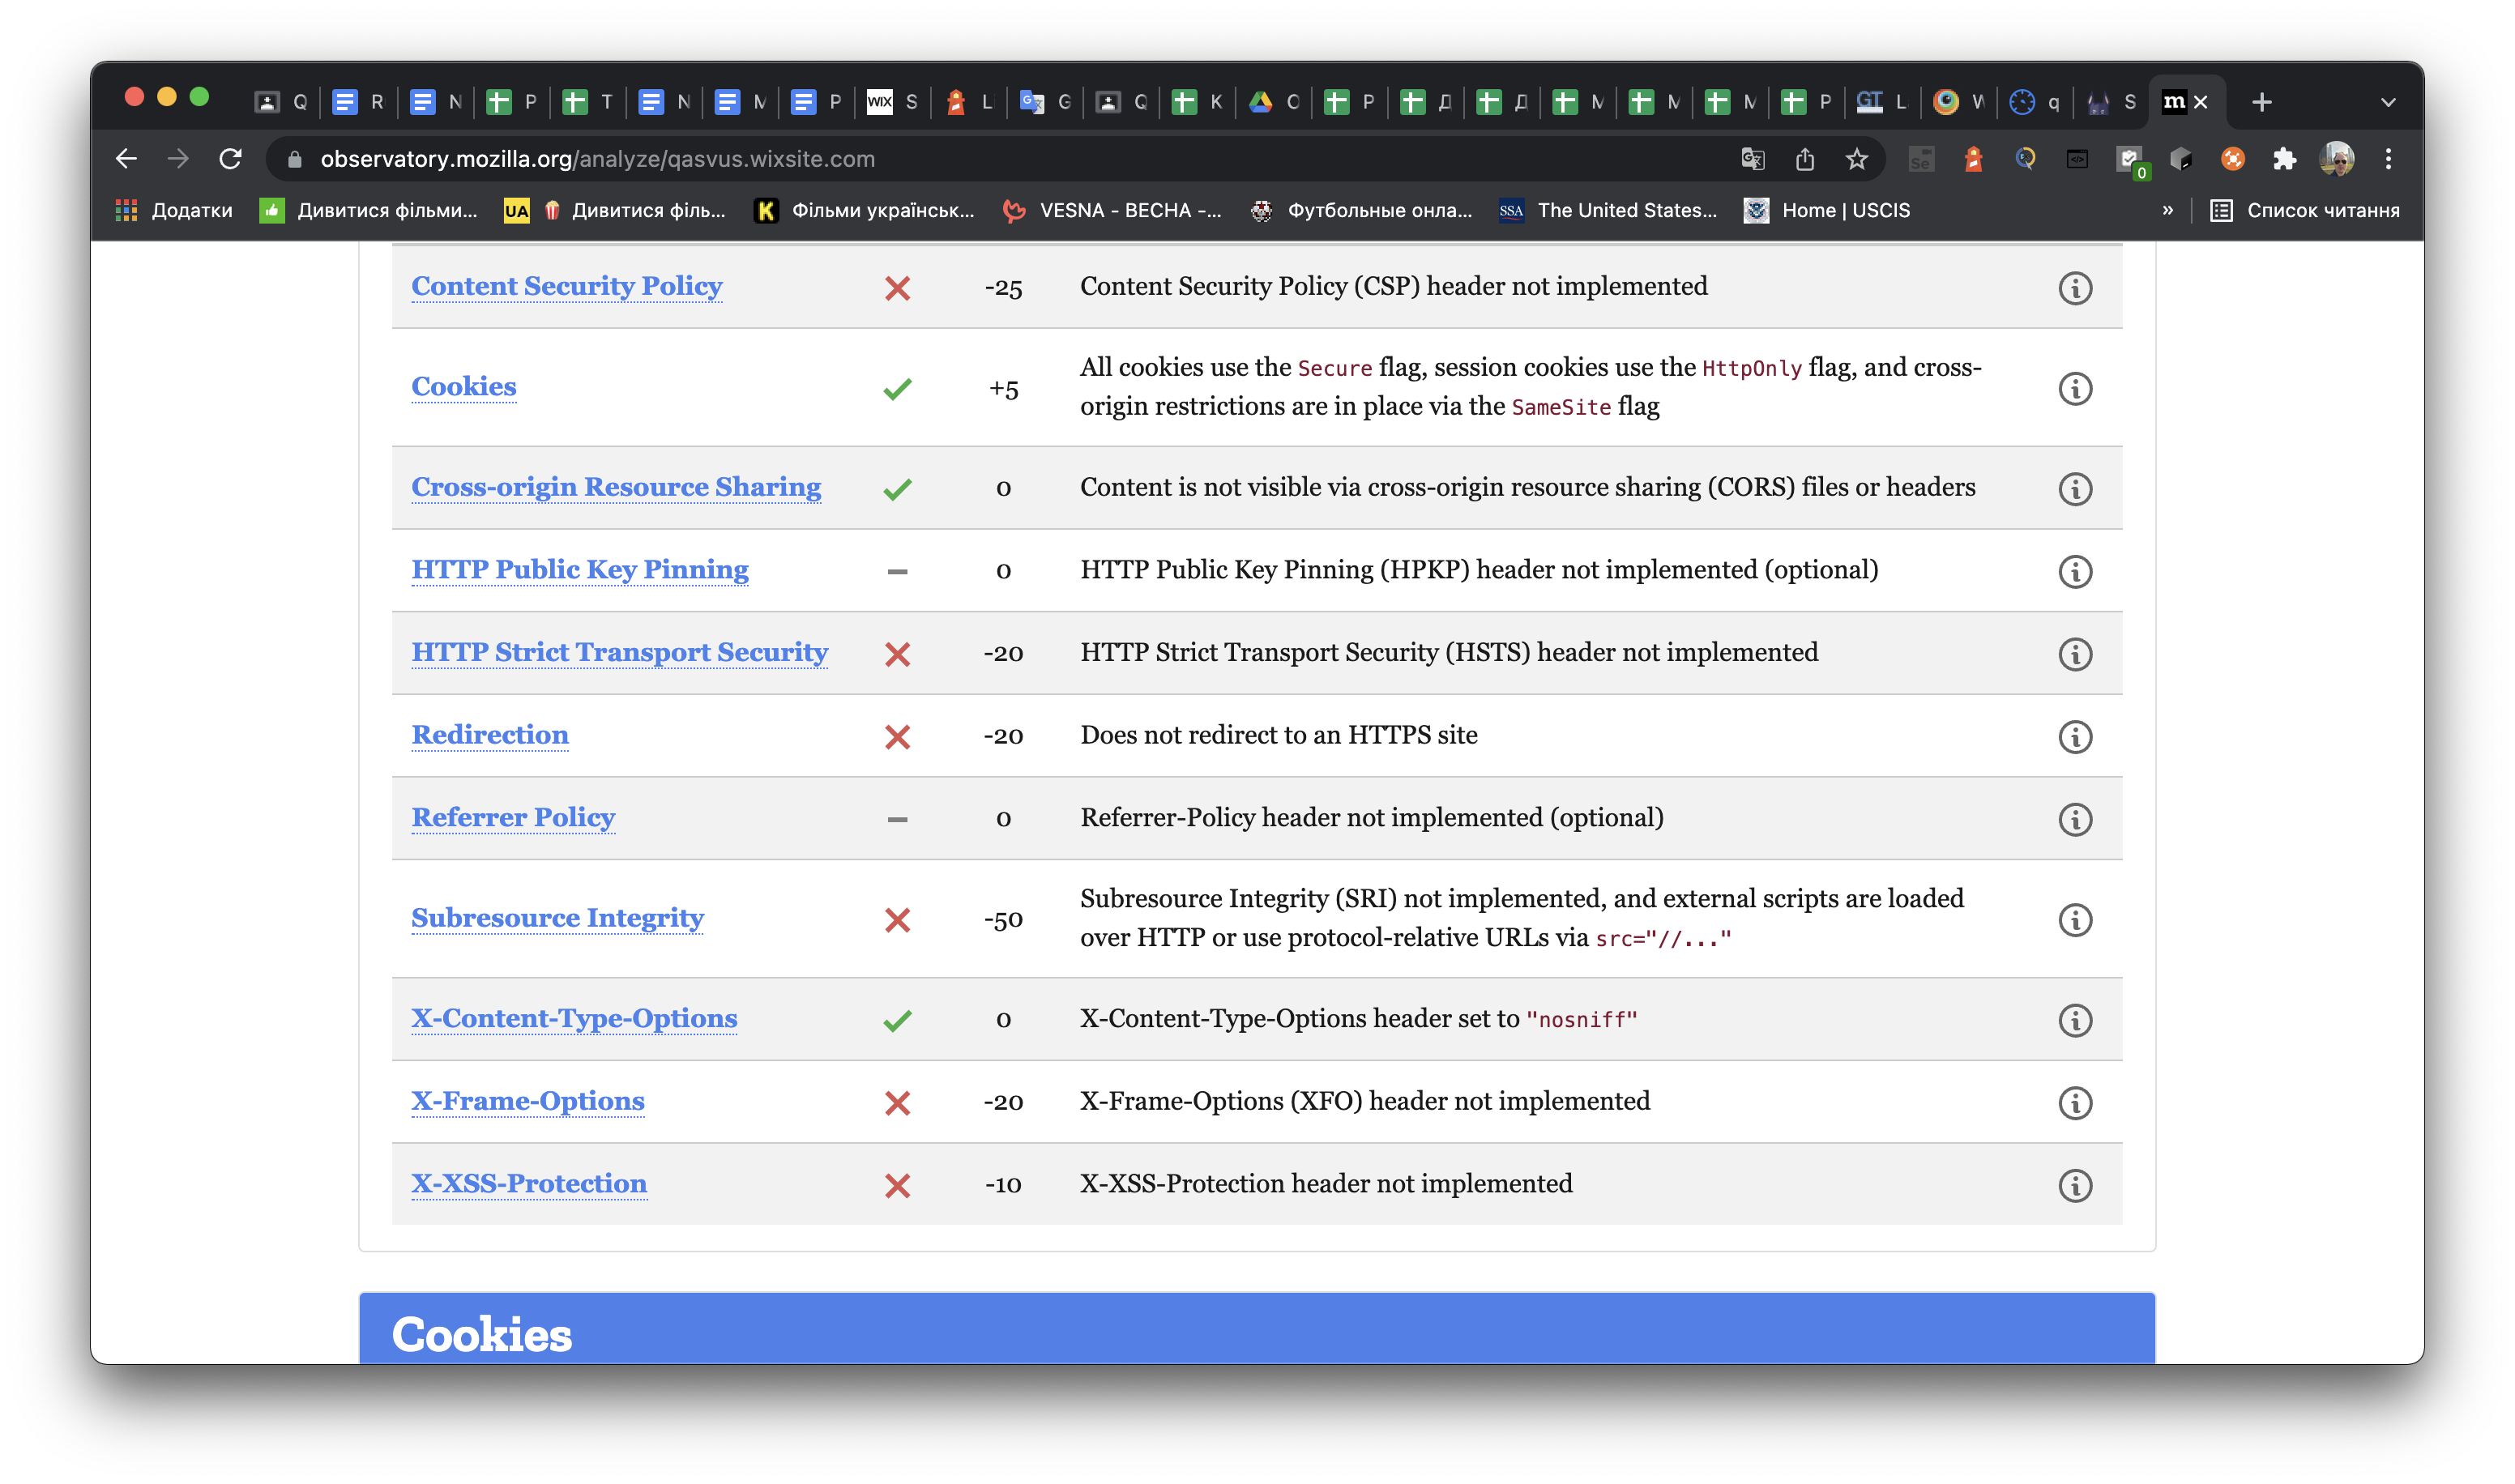 Q R N P T N M P WIX S L G Q K O P Д Д M M M P GT L W q S m
observatory.mozilla.org/analyze/qasvus.wixsite.com
Se 0
Додатки Дивитися фільми... UA Дивитися філь... K Фільми українськ... VESNA - ВЕСНА -... Футбольные онла... SSA The United States... Home | USCIS » Список читання
Content Security Policy -25 Content Security Policy (CSP) header not implemented
Cookies +5 All cookies use the Secure flag, session cookies use the HttpOnly flag, and cross-
origin restrictions are in place via the SameSite flag
Cross-origin Resource Sharing 0 Content is not visible via cross-origin resource sharing (CORS) files or headers
HTTP Public Key Pinning 0 HTTP Public Key Pinning (HPKP) header not implemented (optional)
HTTP Strict Transport Security -20 HTTP Strict Transport Security (HSTS) header not implemented
Redirection -20 Does not redirect to an HTTPS site
Referrer Policy 0 Referrer-Policy header not implemented (optional)
Subresource Integrity -50 Subresource Integrity (SRI) not implemented, and external scripts are loaded
over HTTP or use protocol-relative URLs via src="//..."
X-Content-Type-Options 0 X-Content-Type-Options header set to "nosniff"
X-Frame-Options -20 X-Frame-Options (XFO) header not implemented
X-XSS-Protection -10 X-XSS-Protection header not implemented
Cookies